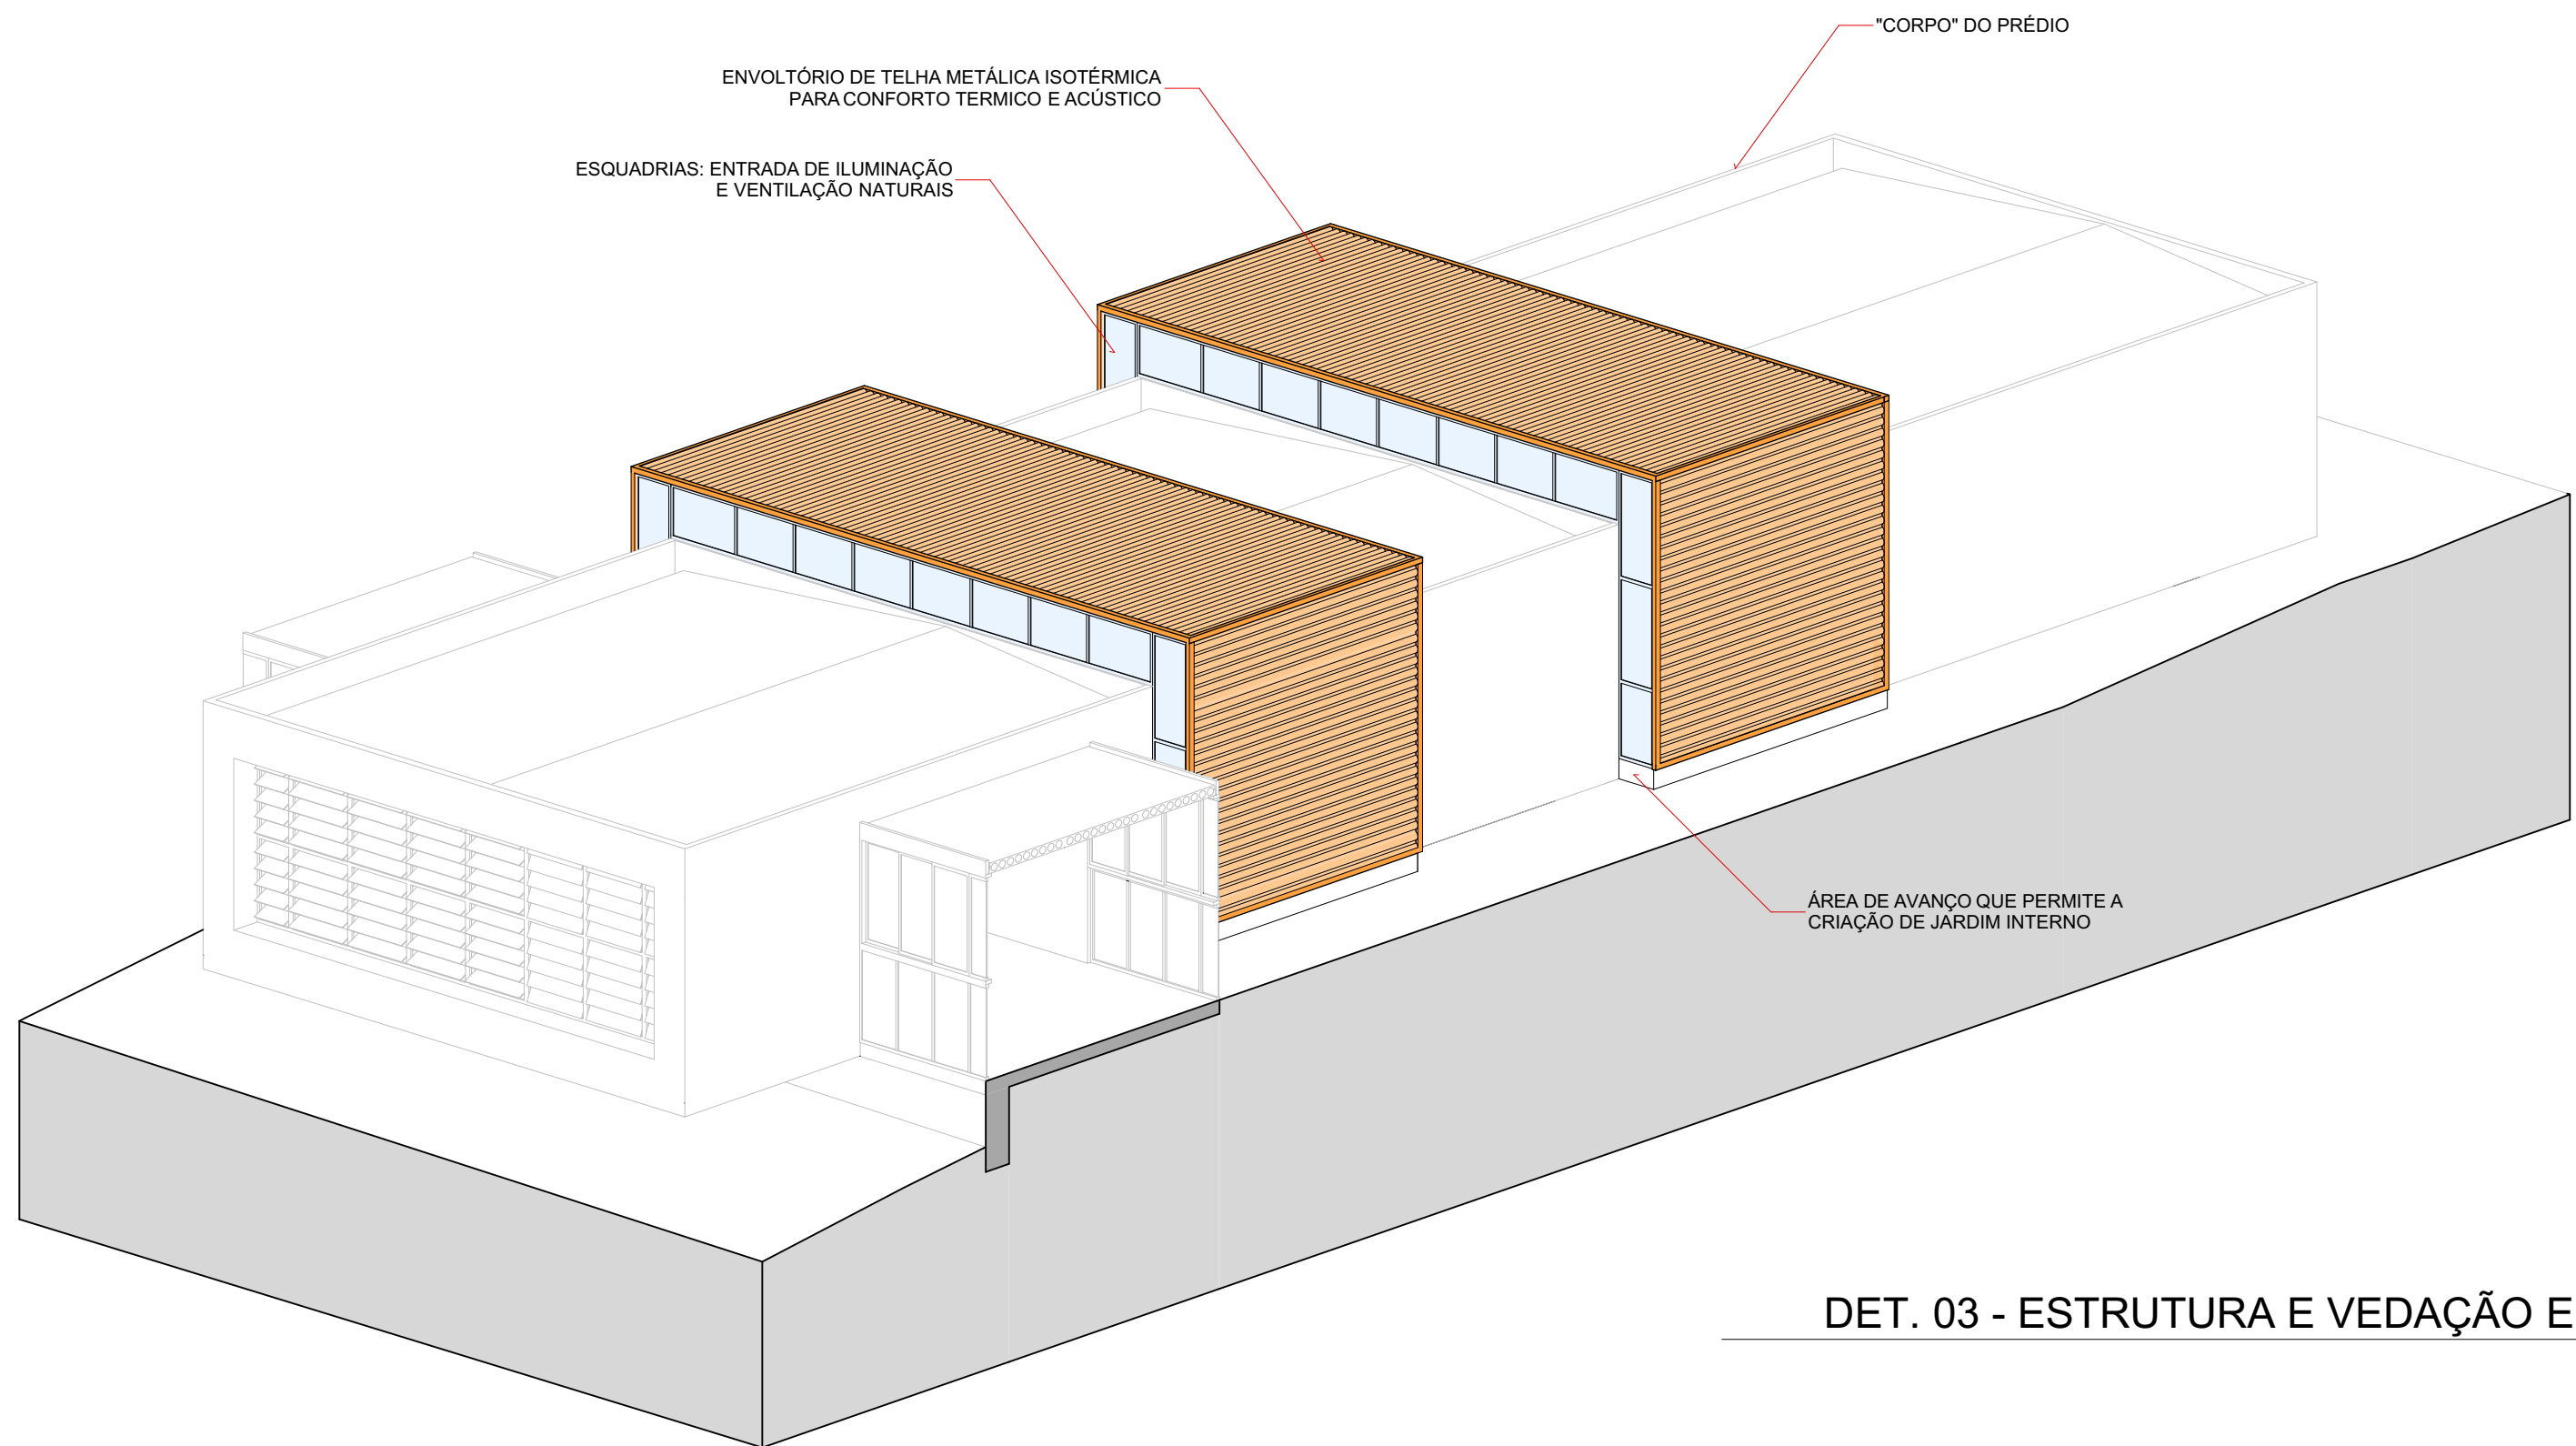 "CORPO" DO PRÉDIO
ENVOLTÓRIO DE TELHA METÁLICA ISOTÉRMICA
PARA CONFORTO TERMICO E ACÚSTICO
ESQUADRIAS: ENTRADA DE ILUMINAÇÃO
E VENTILAÇÃO NATURAIS
ÁREA DE AVANÇO QUE PERMITE A
CRIAÇÃO DE JARDIM INTERNO
DET. 03 - ESTRUTURA E VEDAÇÃO E